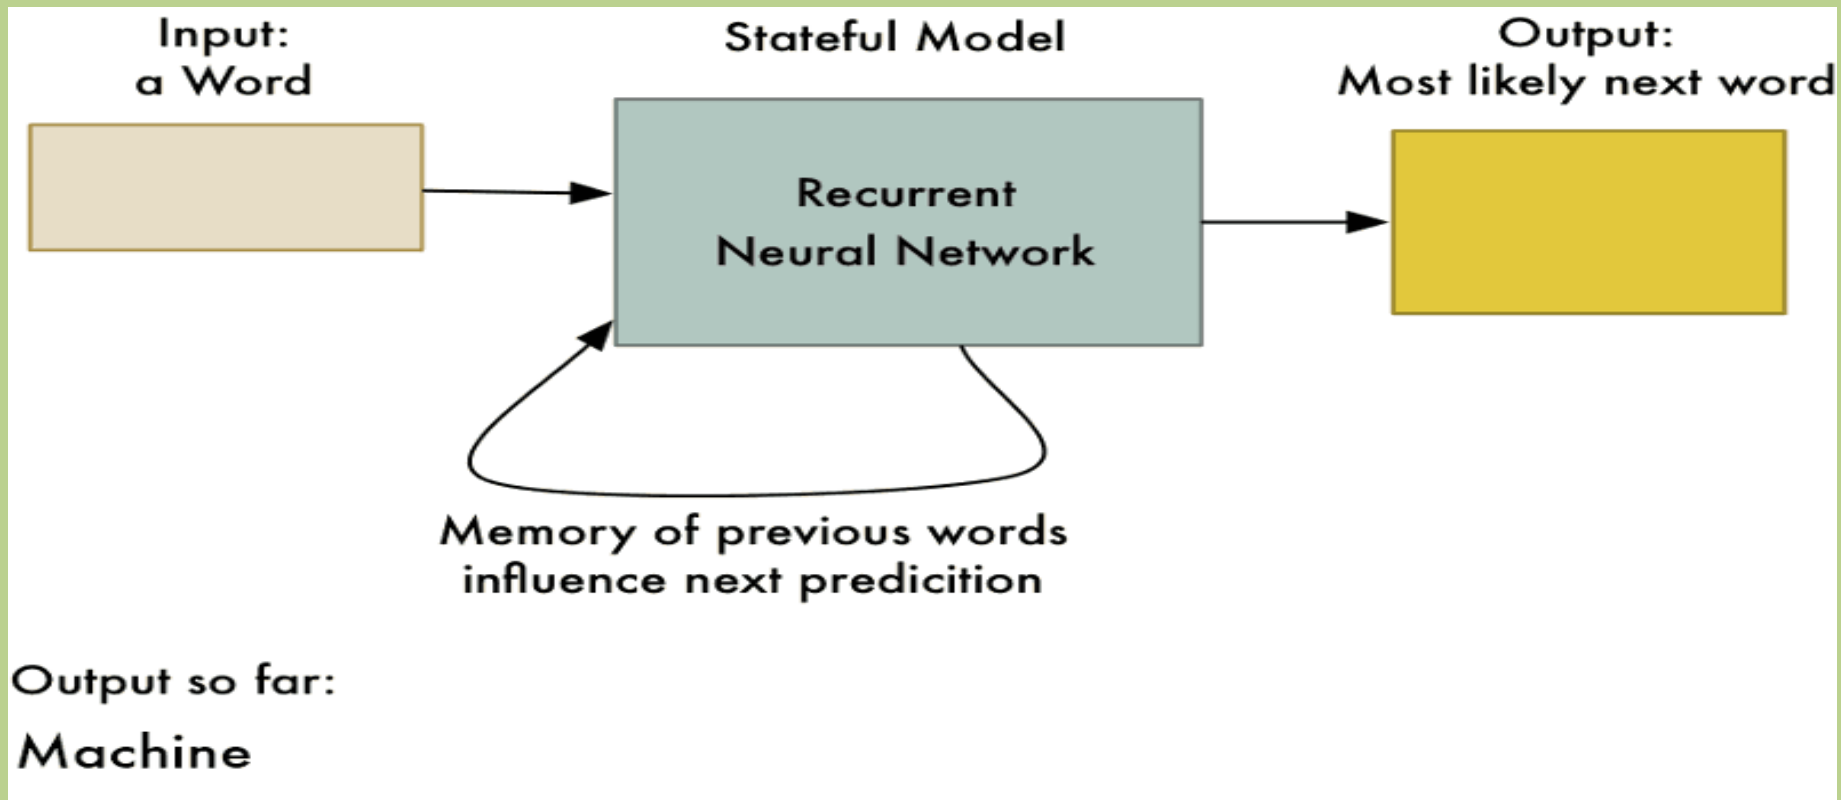 Input:
a Word
Stateful Model
Output:
Most likely next word
Recurrent
Neural Network
Memory of previous words
influence next predicition
Output so far:
Machine